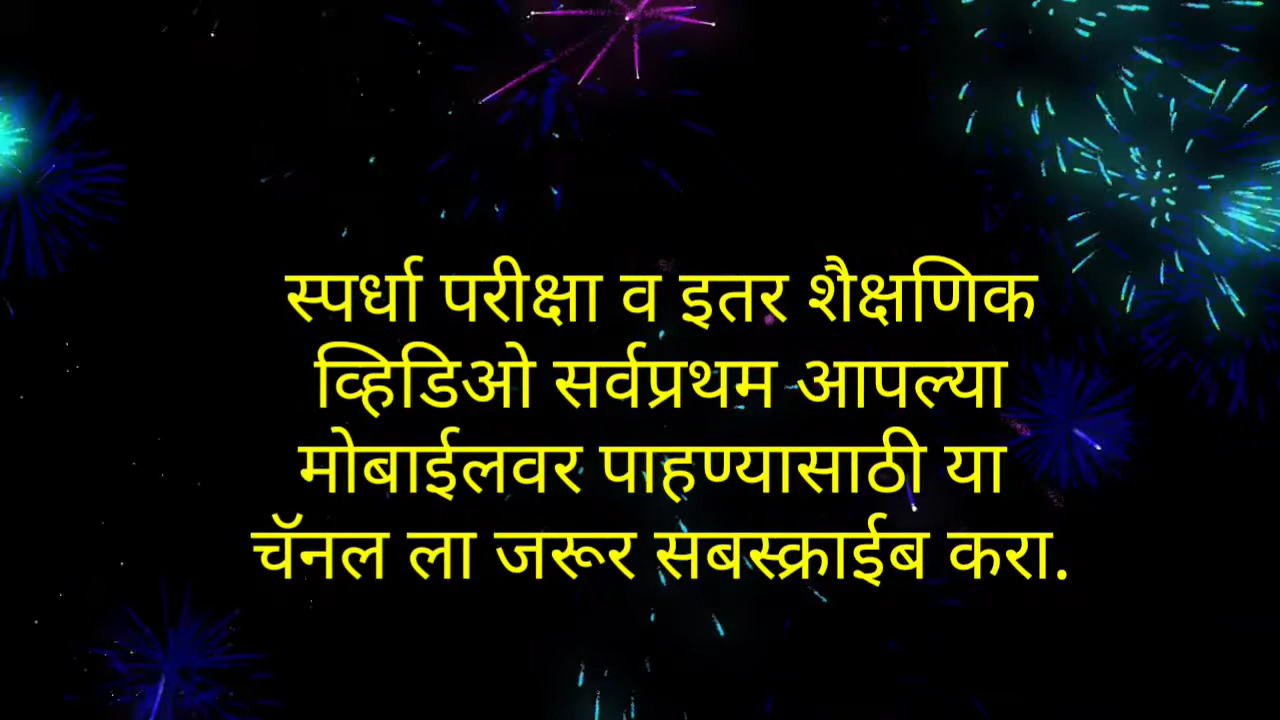 स्पर्धा परीक्षा व इतर शैक्षणिक
व्हिडिओ सर्वप्रथम आपल्या
मोबाईलवर पाहण्यासाठी या
चॅनल ला जरूर सबस्क्राईब करा.